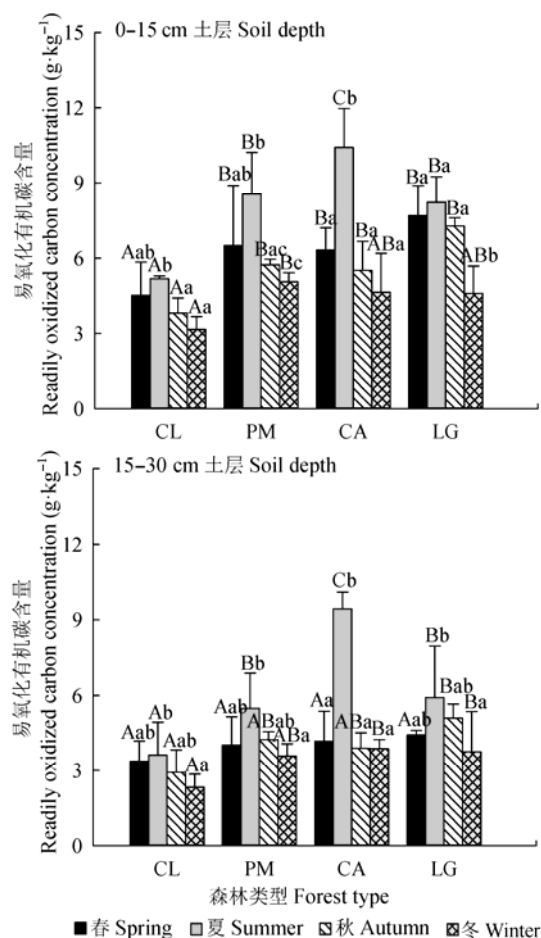 0–15 cm 土层 Soil depth
易氧化有机碳含量
Readily oxidized carbon concentration (g·kg⁻¹)
15
12
9
6
3
0
Aab Ab Aa Aa
Bab Bb Bac Bc
Ba Cb Ba ABa
Ba Ba Ba ABb
CL PM CA LG
15–30 cm 土层 Soil depth
易氧化有机碳含量
Readily oxidized carbon concentration (g·kg⁻¹)
15
12
9
6
3
0
Aab Ab Aab Aa
Aab Bb ABab ABa
Aa Cb ABa Ba
Aab Bb Bab Ba
CL PM CA LG
森林类型 Forest type
春 Spring 夏 Summer 秋 Autumn 冬 Winter